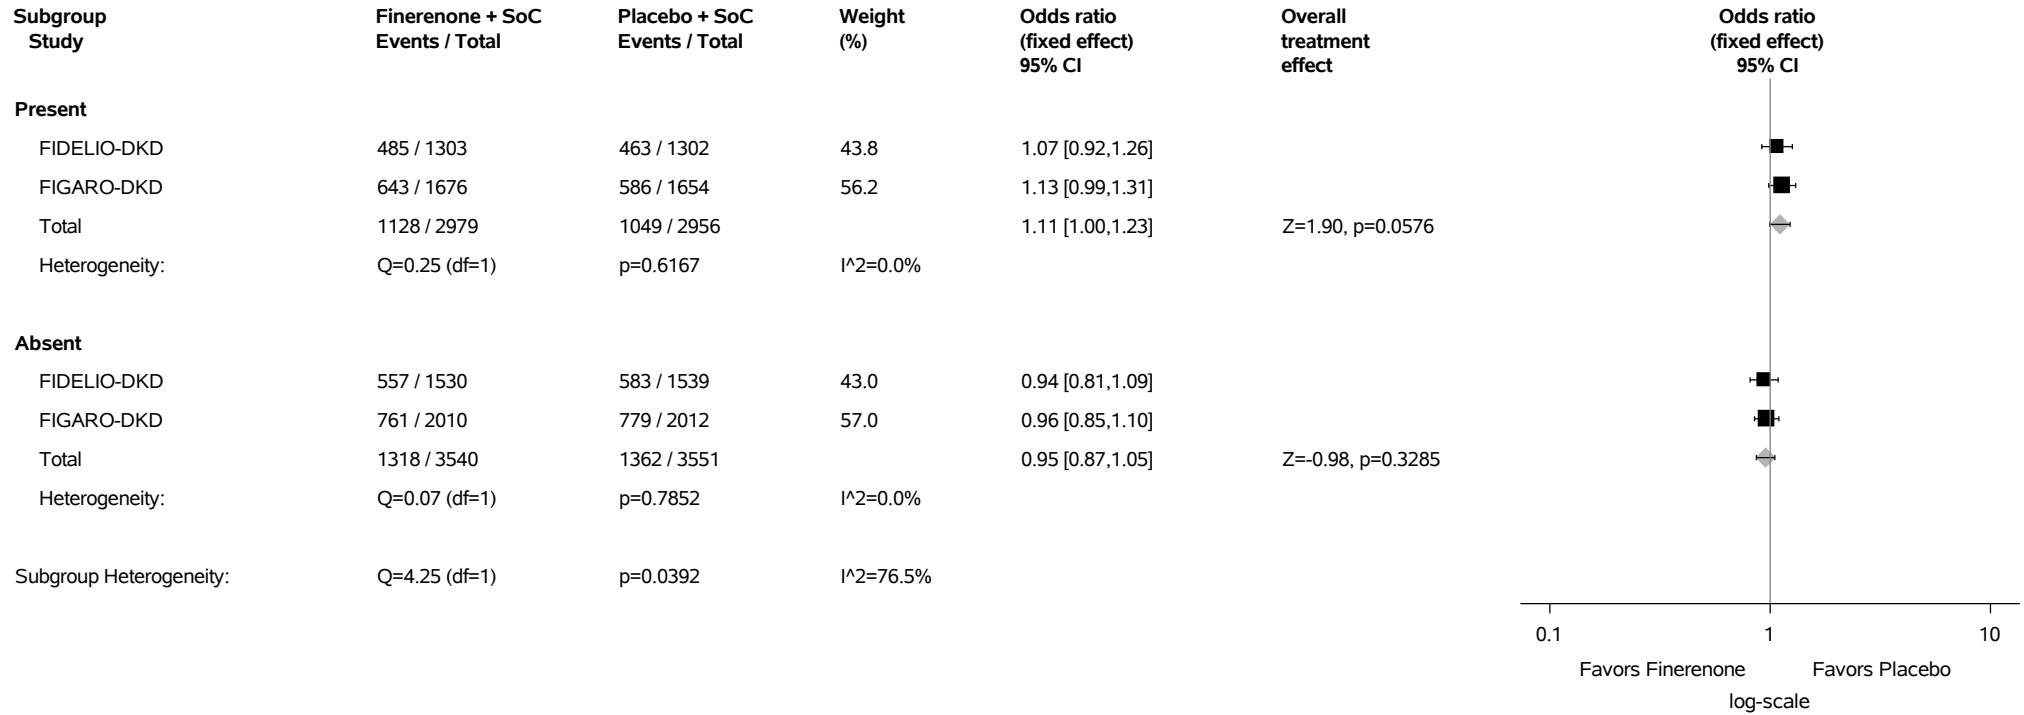 Subgroup Finerenone + SoC Placebo + SoC Weight Odds ratio Overall Odds ratio
Study Events / Total Events / Total (%) (fixed effect) treatment (fixed effect)
95% CI effect 95% CI
Present
FIDELIO-DKD 485 / 1303 463 / 1302 43.8 1.07 [0.92,1.26]
FIGARO-DKD 643 / 1676 586 / 1654 56.2 1.13 [0.99,1.31]
Total 1128 / 2979 1049 / 2956 1.11 [1.00,1.23] Z=1.90, p=0.0576
Heterogeneity: Q=0.25 (df=1) p=0.6167 I^2=0.0%
Absent
FIDELIO-DKD 557 / 1530 583 / 1539 43.0 0.94 [0.81,1.09]
FIGARO-DKD 761 / 2010 779 / 2012 57.0 0.96 [0.85,1.10]
Total 1318 / 3540 1362 / 3551 0.95 [0.87,1.05] Z=-0.98, p=0.3285
Heterogeneity: Q=0.07 (df=1) p=0.7852 I^2=0.0%
Subgroup Heterogeneity: Q=4.25 (df=1) p=0.0392 I^2=76.5%
0.1 1 10
Favors Finerenone Favors Placebo
log-scale